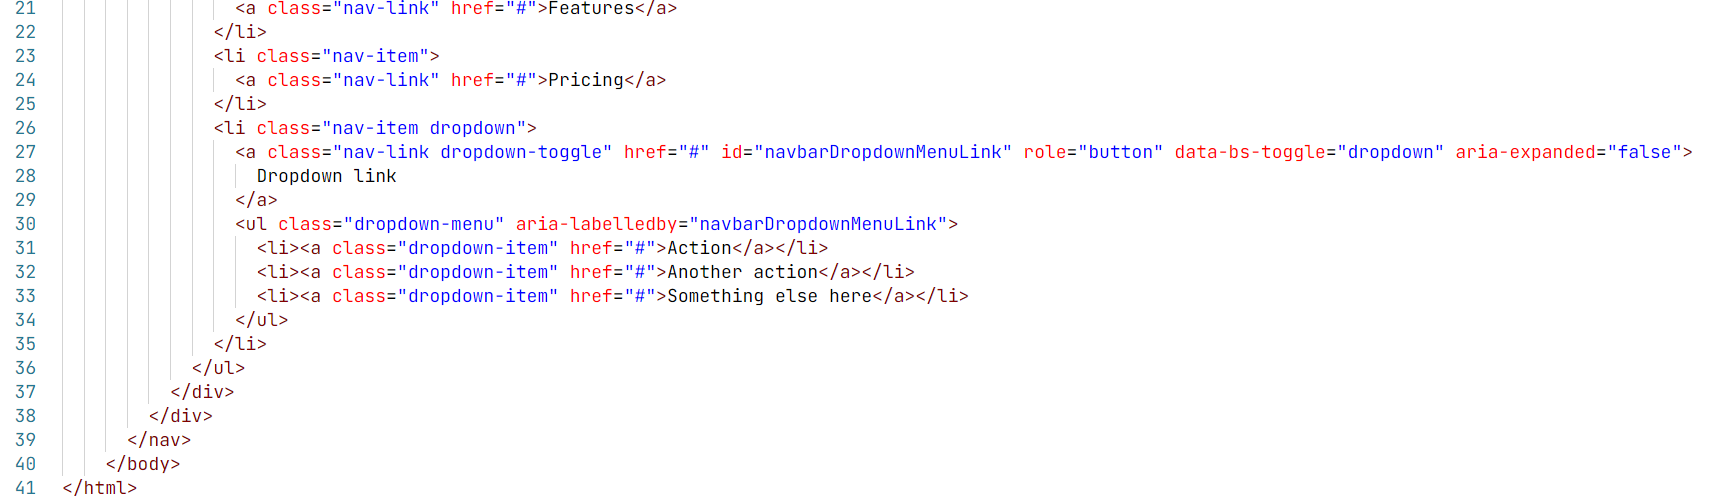 21 <a class="nav-link" href="#">Features</a>
22 </li>
23 <li class="nav-item">
24 <a class="nav-link" href="#">Pricing</a>
25 </li>
26 <li class="nav-item dropdown">
27 <a class="nav-link dropdown-toggle" href="#" id="navbarDropdownMenuLink" role="button" data-bs-toggle="dropdown" aria-expanded="false">
28 Dropdown link
29 </a>
30 <ul class="dropdown-menu" aria-labelledby="navbarDropdownMenuLink">
31 <li><a class="dropdown-item" href="#">Action</a></li>
32 <li><a class="dropdown-item" href="#">Another action</a></li>
33 <li><a class="dropdown-item" href="#">Something else here</a></li>
34 </ul>
35 </li>
36 </ul>
37 </div>
38 </div>
39 </nav>
40 </body>
41 </html>